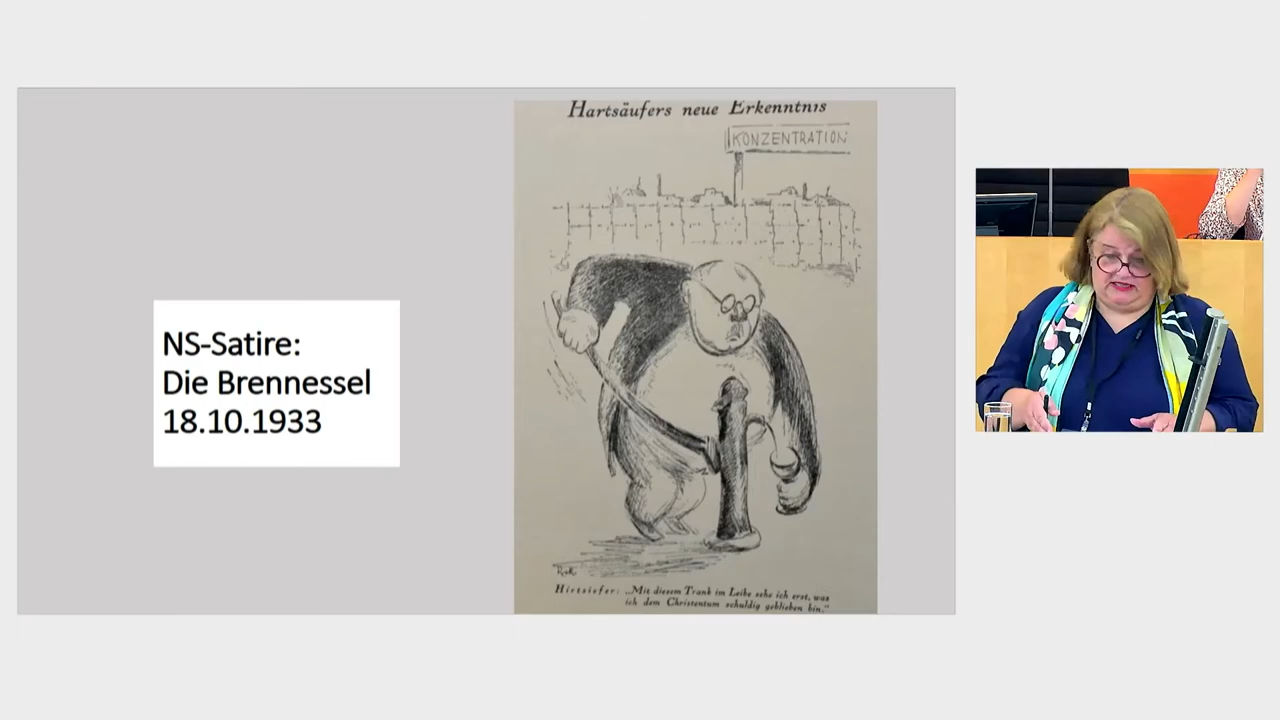 NS-Satire:
Die Brennessel
18.10.1933
Hartsäufers neue Erkenntnis
KONZENTRATION
Hirtsiefer: „Mit diesem Trank im Leibe sehe ich erst, was
ich dem Christentum schuldig geblieben bin.“